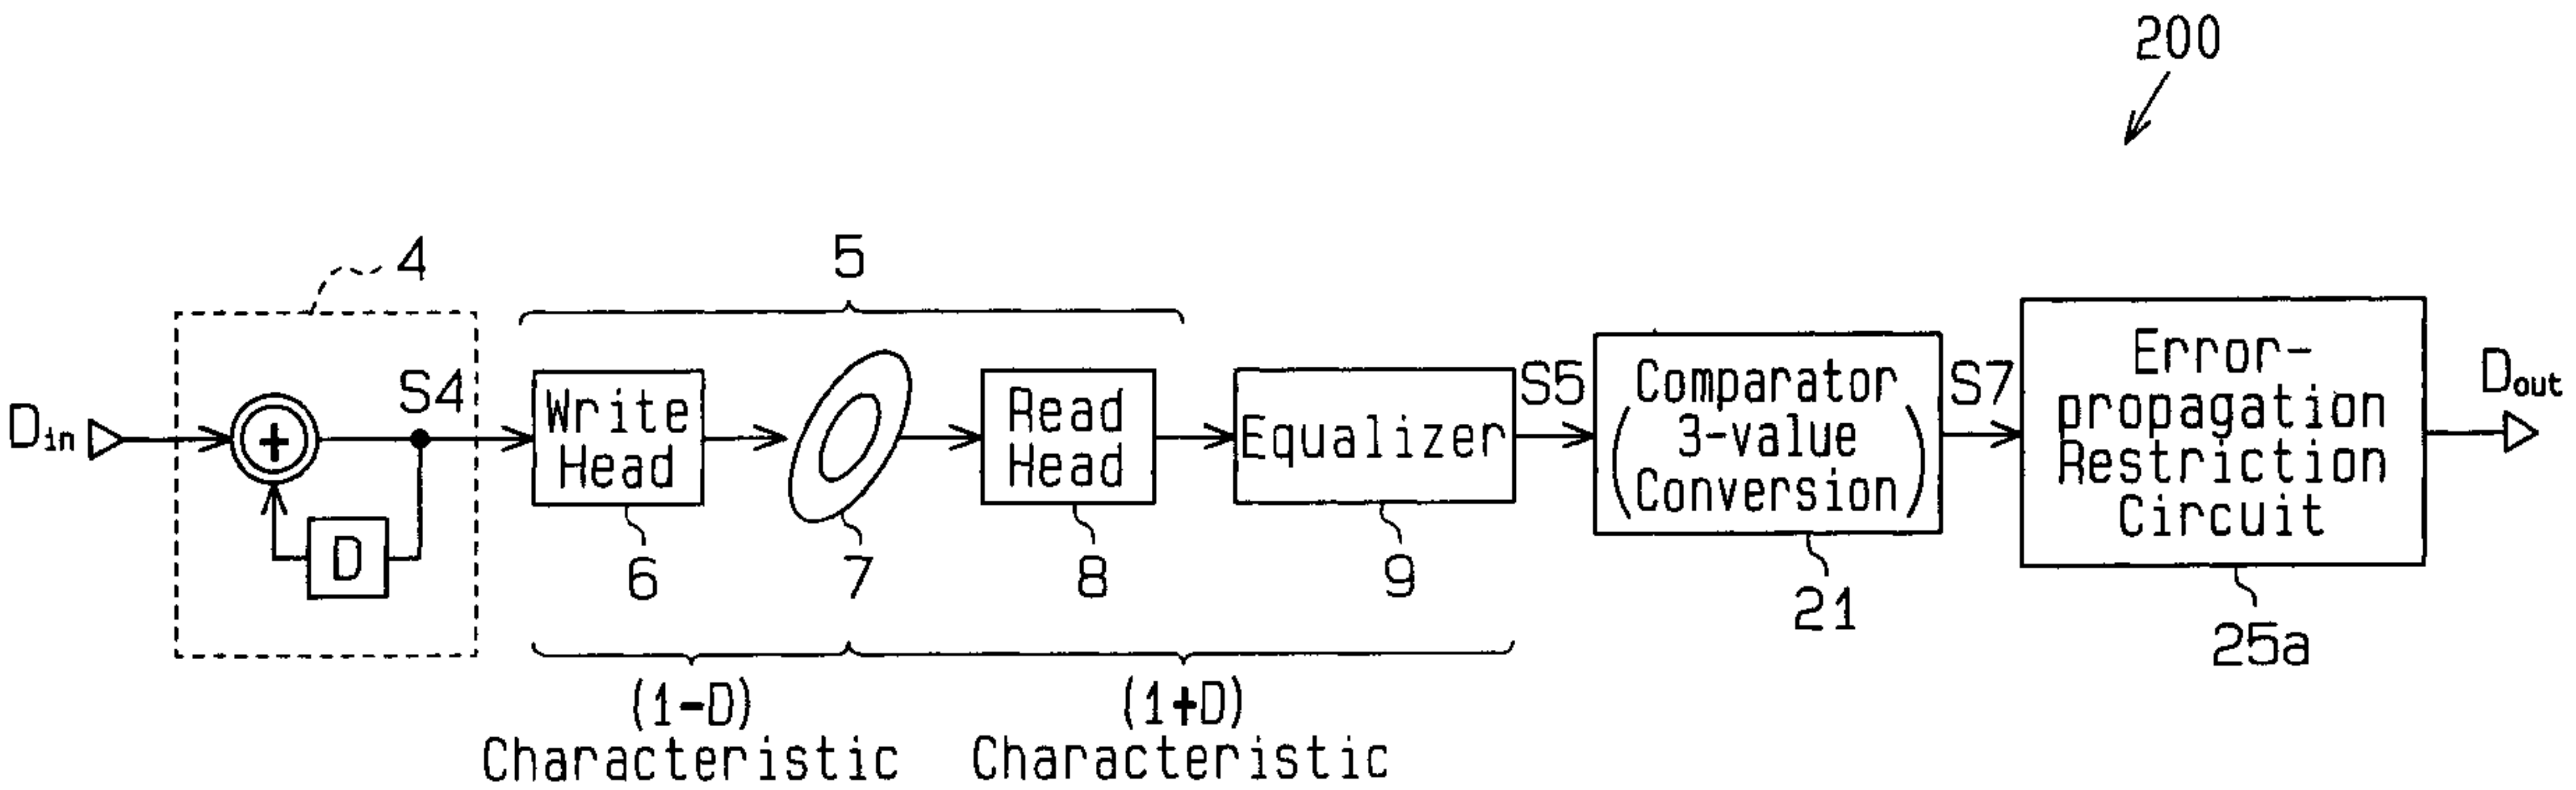 200
4
5
Din
+
S4
D
Write
Head
6
7
Read
Head
8
Equalizer
9
S5
Comparator
(3-value
Conversion)
21
S7
Error-
propagation
Restriction
Circuit
25a
Dout
(1-D)
Characteristic
(1+D)
Characteristic